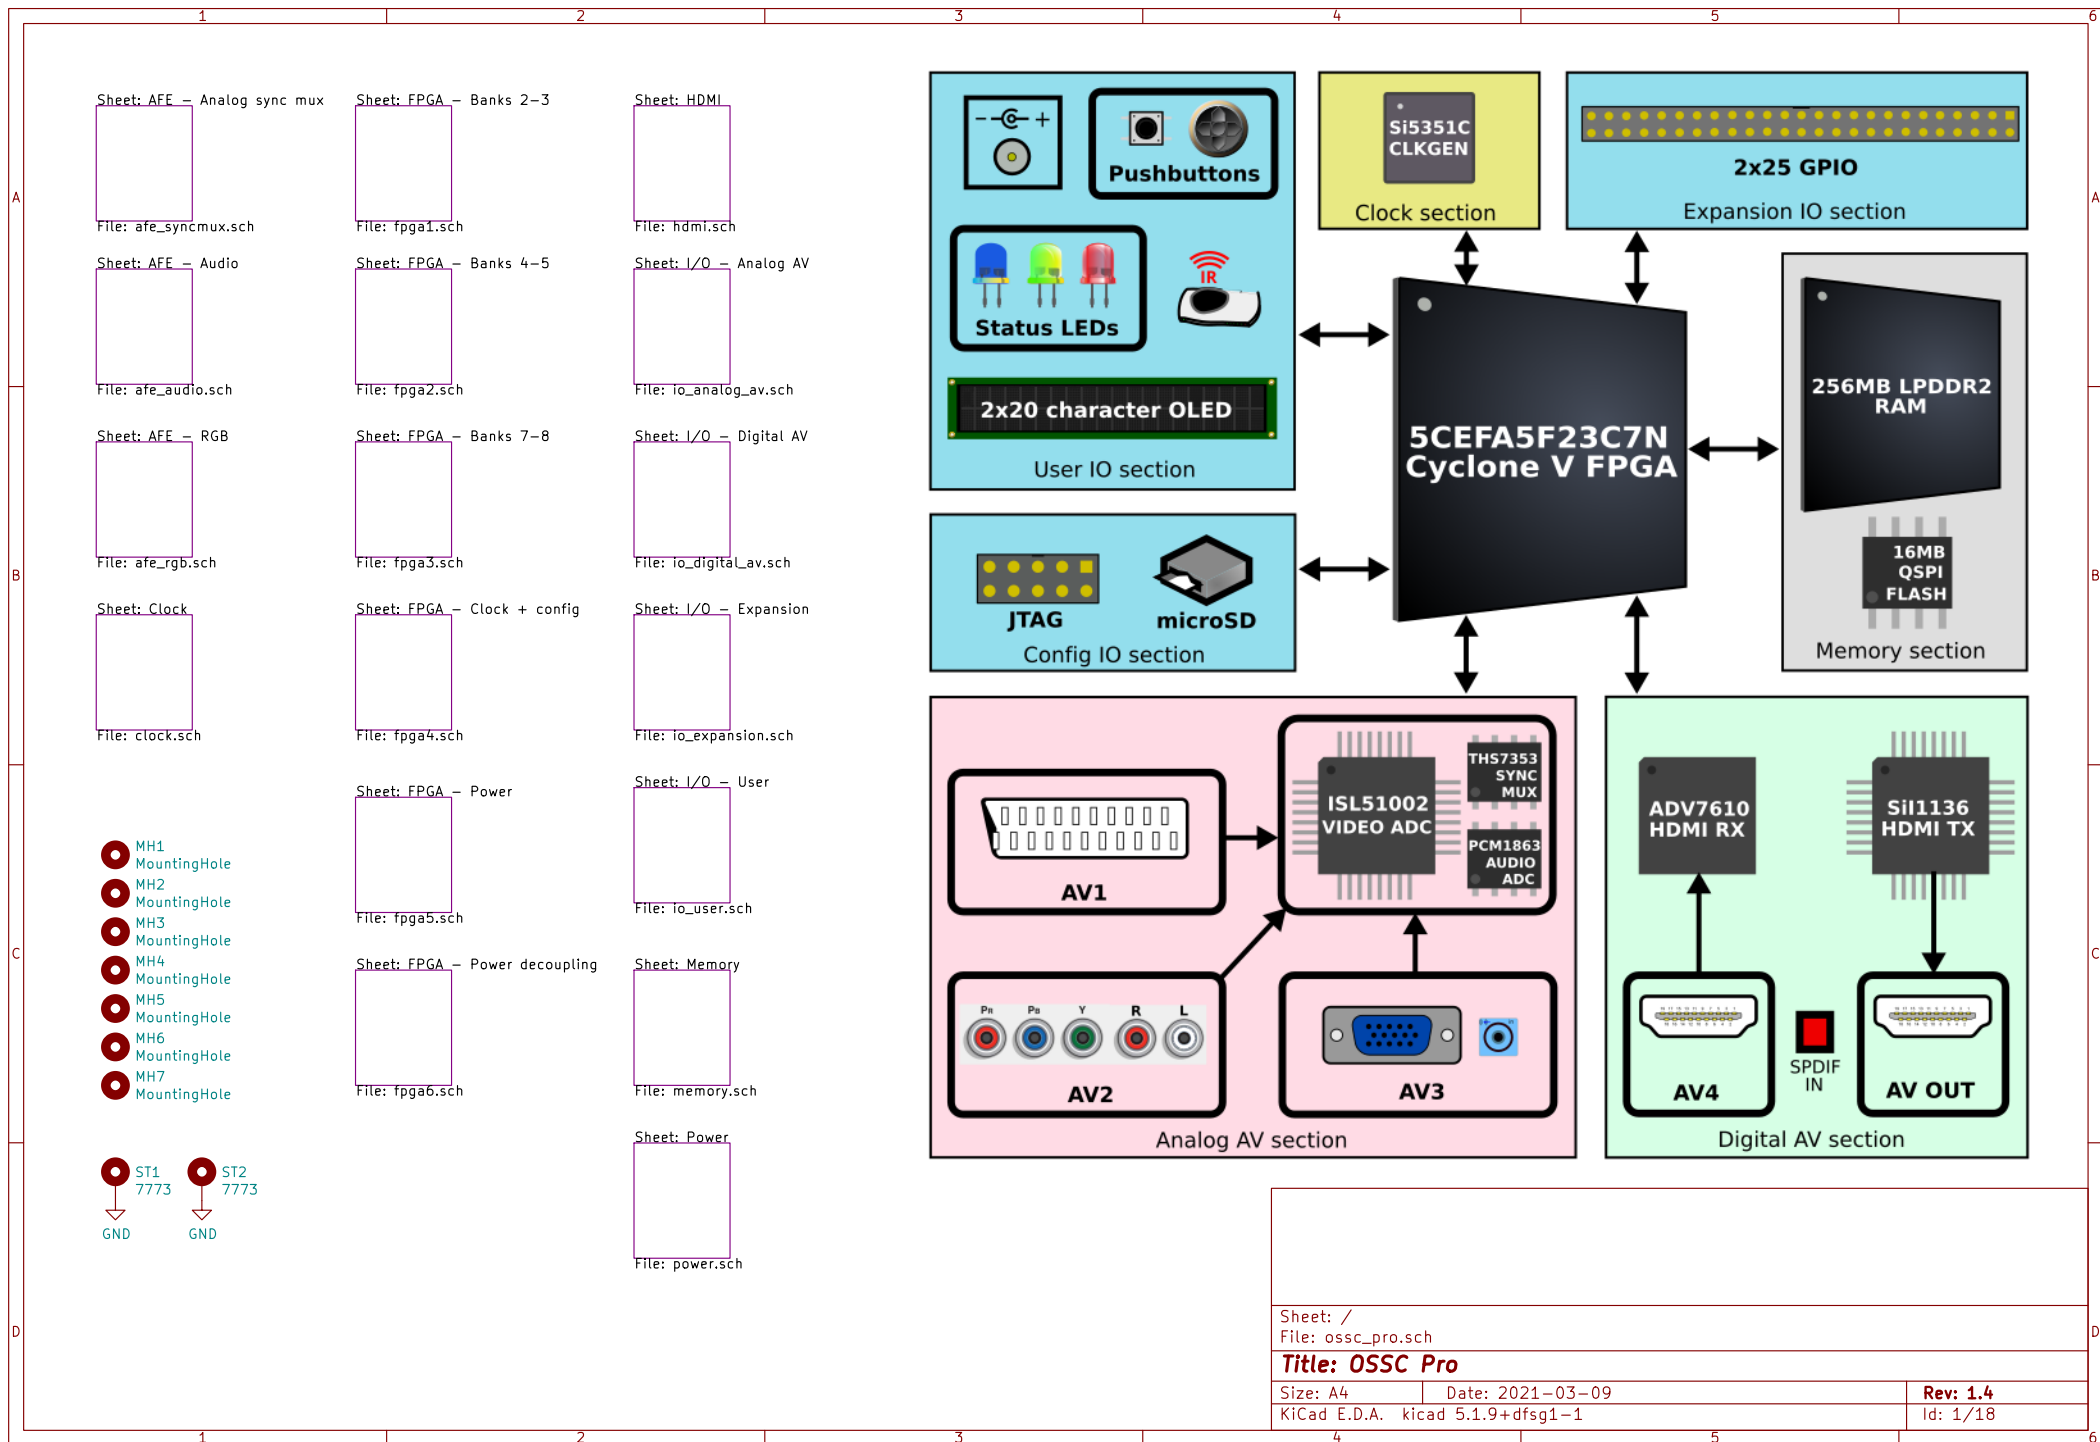 1 2 3 4 5 6
A
B
C
D
A
B
C
D
1 2 3 4 5 6
Sheet: AFE – Analog sync mux
File: afe_syncmux.sch
Sheet: AFE – Audio
File: afe_audio.sch
Sheet: AFE – RGB
File: afe_rgb.sch
Sheet: Clock
File: clock.sch
Sheet: FPGA – Banks 2-3
File: fpga1.sch
Sheet: FPGA – Banks 4-5
File: fpga2.sch
Sheet: FPGA – Banks 7-8
File: fpga3.sch
Sheet: FPGA – Clock + config
File: fpga4.sch
Sheet: FPGA – Power
File: fpga5.sch
Sheet: FPGA – Power decoupling
File: fpga6.sch
Sheet: HDMI
File: hdmi.sch
Sheet: I/O – Analog AV
File: io_analog_av.sch
Sheet: I/O – Digital AV
File: io_digital_av.sch
Sheet: I/O – Expansion
File: io_expansion.sch
Sheet: I/O – User
File: io_user.sch
Sheet: Memory
File: memory.sch
Sheet: Power
File: power.sch
MH1
MountingHole
MH2
MountingHole
MH3
MountingHole
MH4
MountingHole
MH5
MountingHole
MH6
MountingHole
MH7
MountingHole
ST1
7773
GND
ST2
7773
GND
- +
Pushbuttons
Status LEDs
IR
2x20 character OLED
User IO section
Si5351C
CLKGEN
Clock section
2x25 GPIO
Expansion IO section
5CEFA5F23C7N
Cyclone V FPGA
256MB LPDDR2
RAM
16MB
QSPI
FLASH
Memory section
JTAG
microSD
Config IO section
AV1
ISL51002
VIDEO ADC
THS7353
SYNC
MUX
PCM1863
AUDIO
ADC
PR PB Y R L
AV2
AV3
Analog AV section
ADV7610
HDMI RX
SiI1136
HDMI TX
AV4
SPDIF
IN
AV OUT
Digital AV section
Sheet: /
File: ossc_pro.sch
Title: OSSC Pro
Size: A4 Date: 2021-03-09 Rev: 1.4
KiCad E.D.A. kicad 5.1.9+dfsg1-1 Id: 1/18